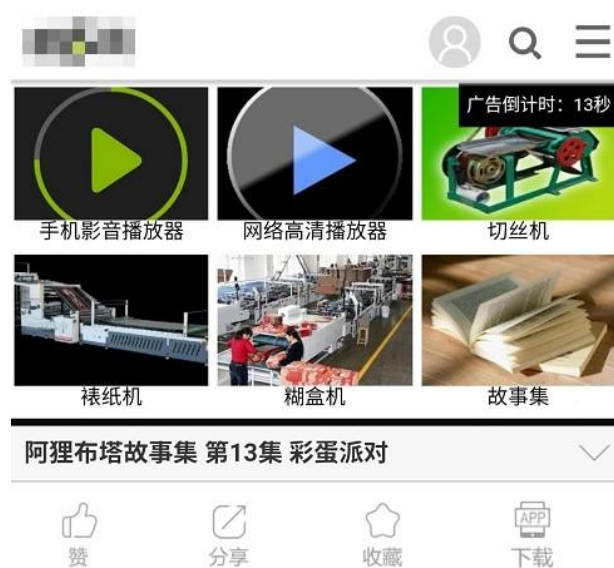 广告倒计时：13秒
手机影音播放器 网络高清播放器 切丝机
裱纸机 糊盒机 故事集
阿狸布塔故事集 第13集 彩蛋派对
赞 分享 收藏 APP 下载